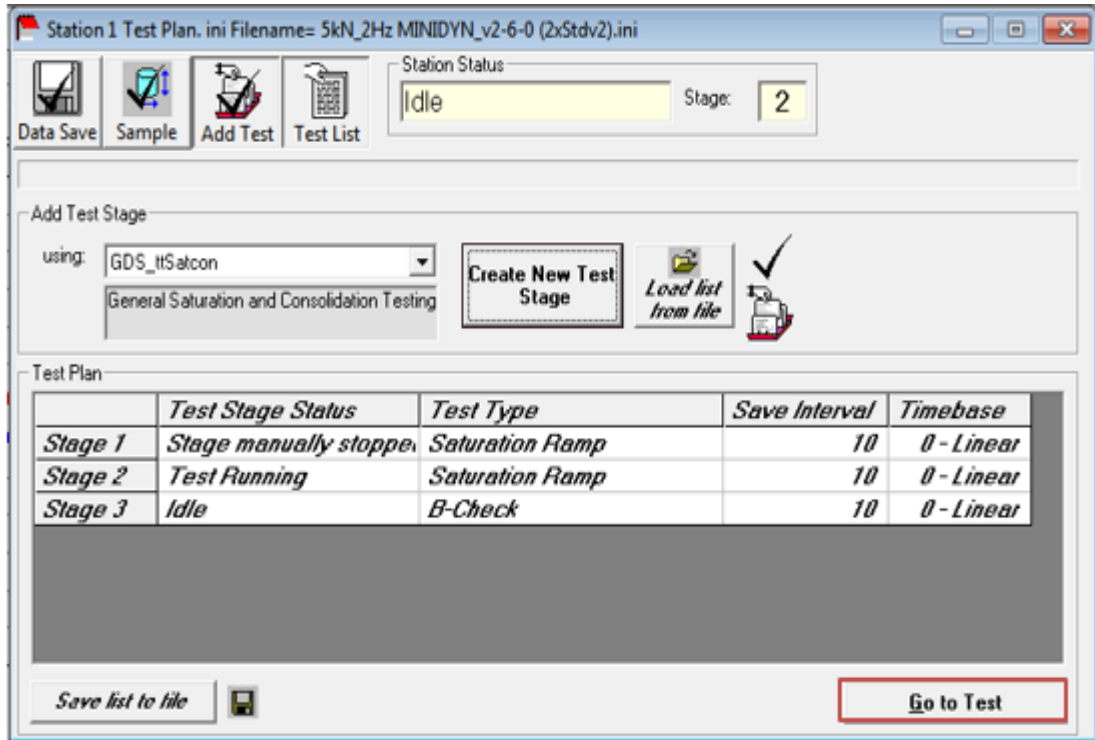 Station 1 Test Plan. ini Filename= 5kN_2Hz MINIDYN_v2-6-0 (2xStdv2).ini
Data Save Sample Add Test Test List
Station Status
Idle Stage: 2
Add Test Stage
using: GDS_ttSatcon
General Saturation and Consolidation Testing
Create New Test
Stage
Load list
from file
Test Plan
Test Stage Status Test Type Save Interval Timebase
Stage 1 Stage manually stoppe Saturation Ramp 10 0 - Linear
Stage 2 Test Running Saturation Ramp 10 0 - Linear
Stage 3 Idle B-Check 10 0 - Linear
Save list to file
Go to Test